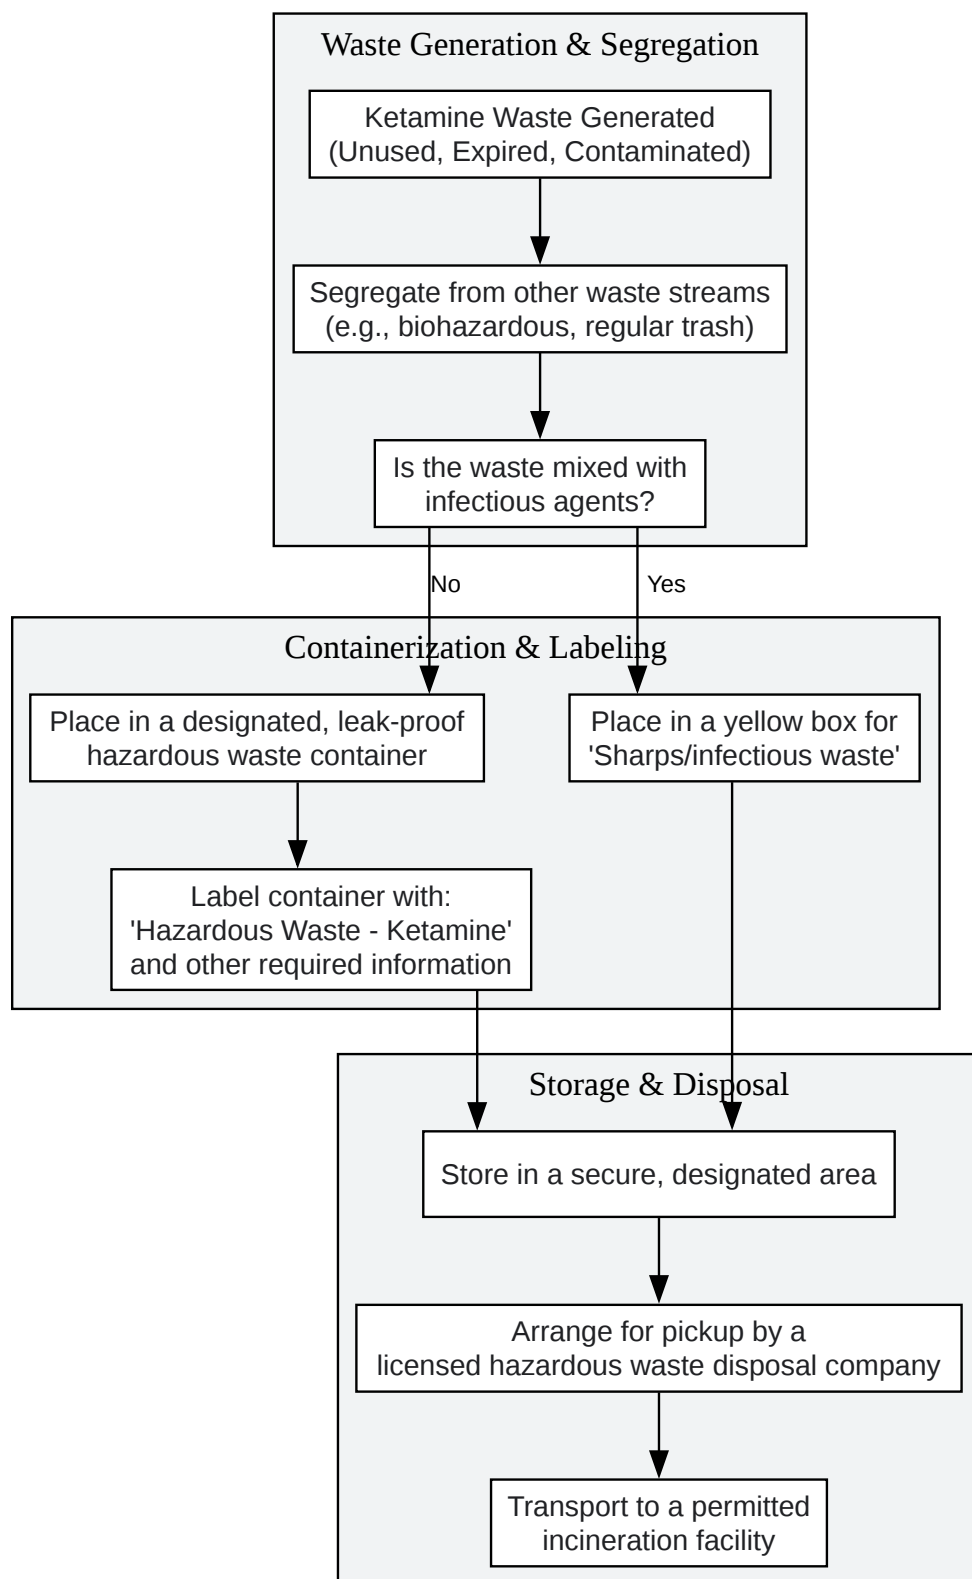 Waste Generation & Segregation
Ketamine Waste Generated
(Unused, Expired, Contaminated)
Segregate from other waste streams
(e.g., biohazardous, regular trash)
Is the waste mixed with
infectious agents?
No
Yes
Containerization & Labeling
Place in a designated, leak-proof
hazardous waste container
Place in a yellow box for
'Sharps/infectious waste'
Label container with:
'Hazardous Waste - Ketamine'
and other required information
Storage & Disposal
Store in a secure, designated area
Arrange for pickup by a
licensed hazardous waste disposal company
Transport to a permitted
incineration facility